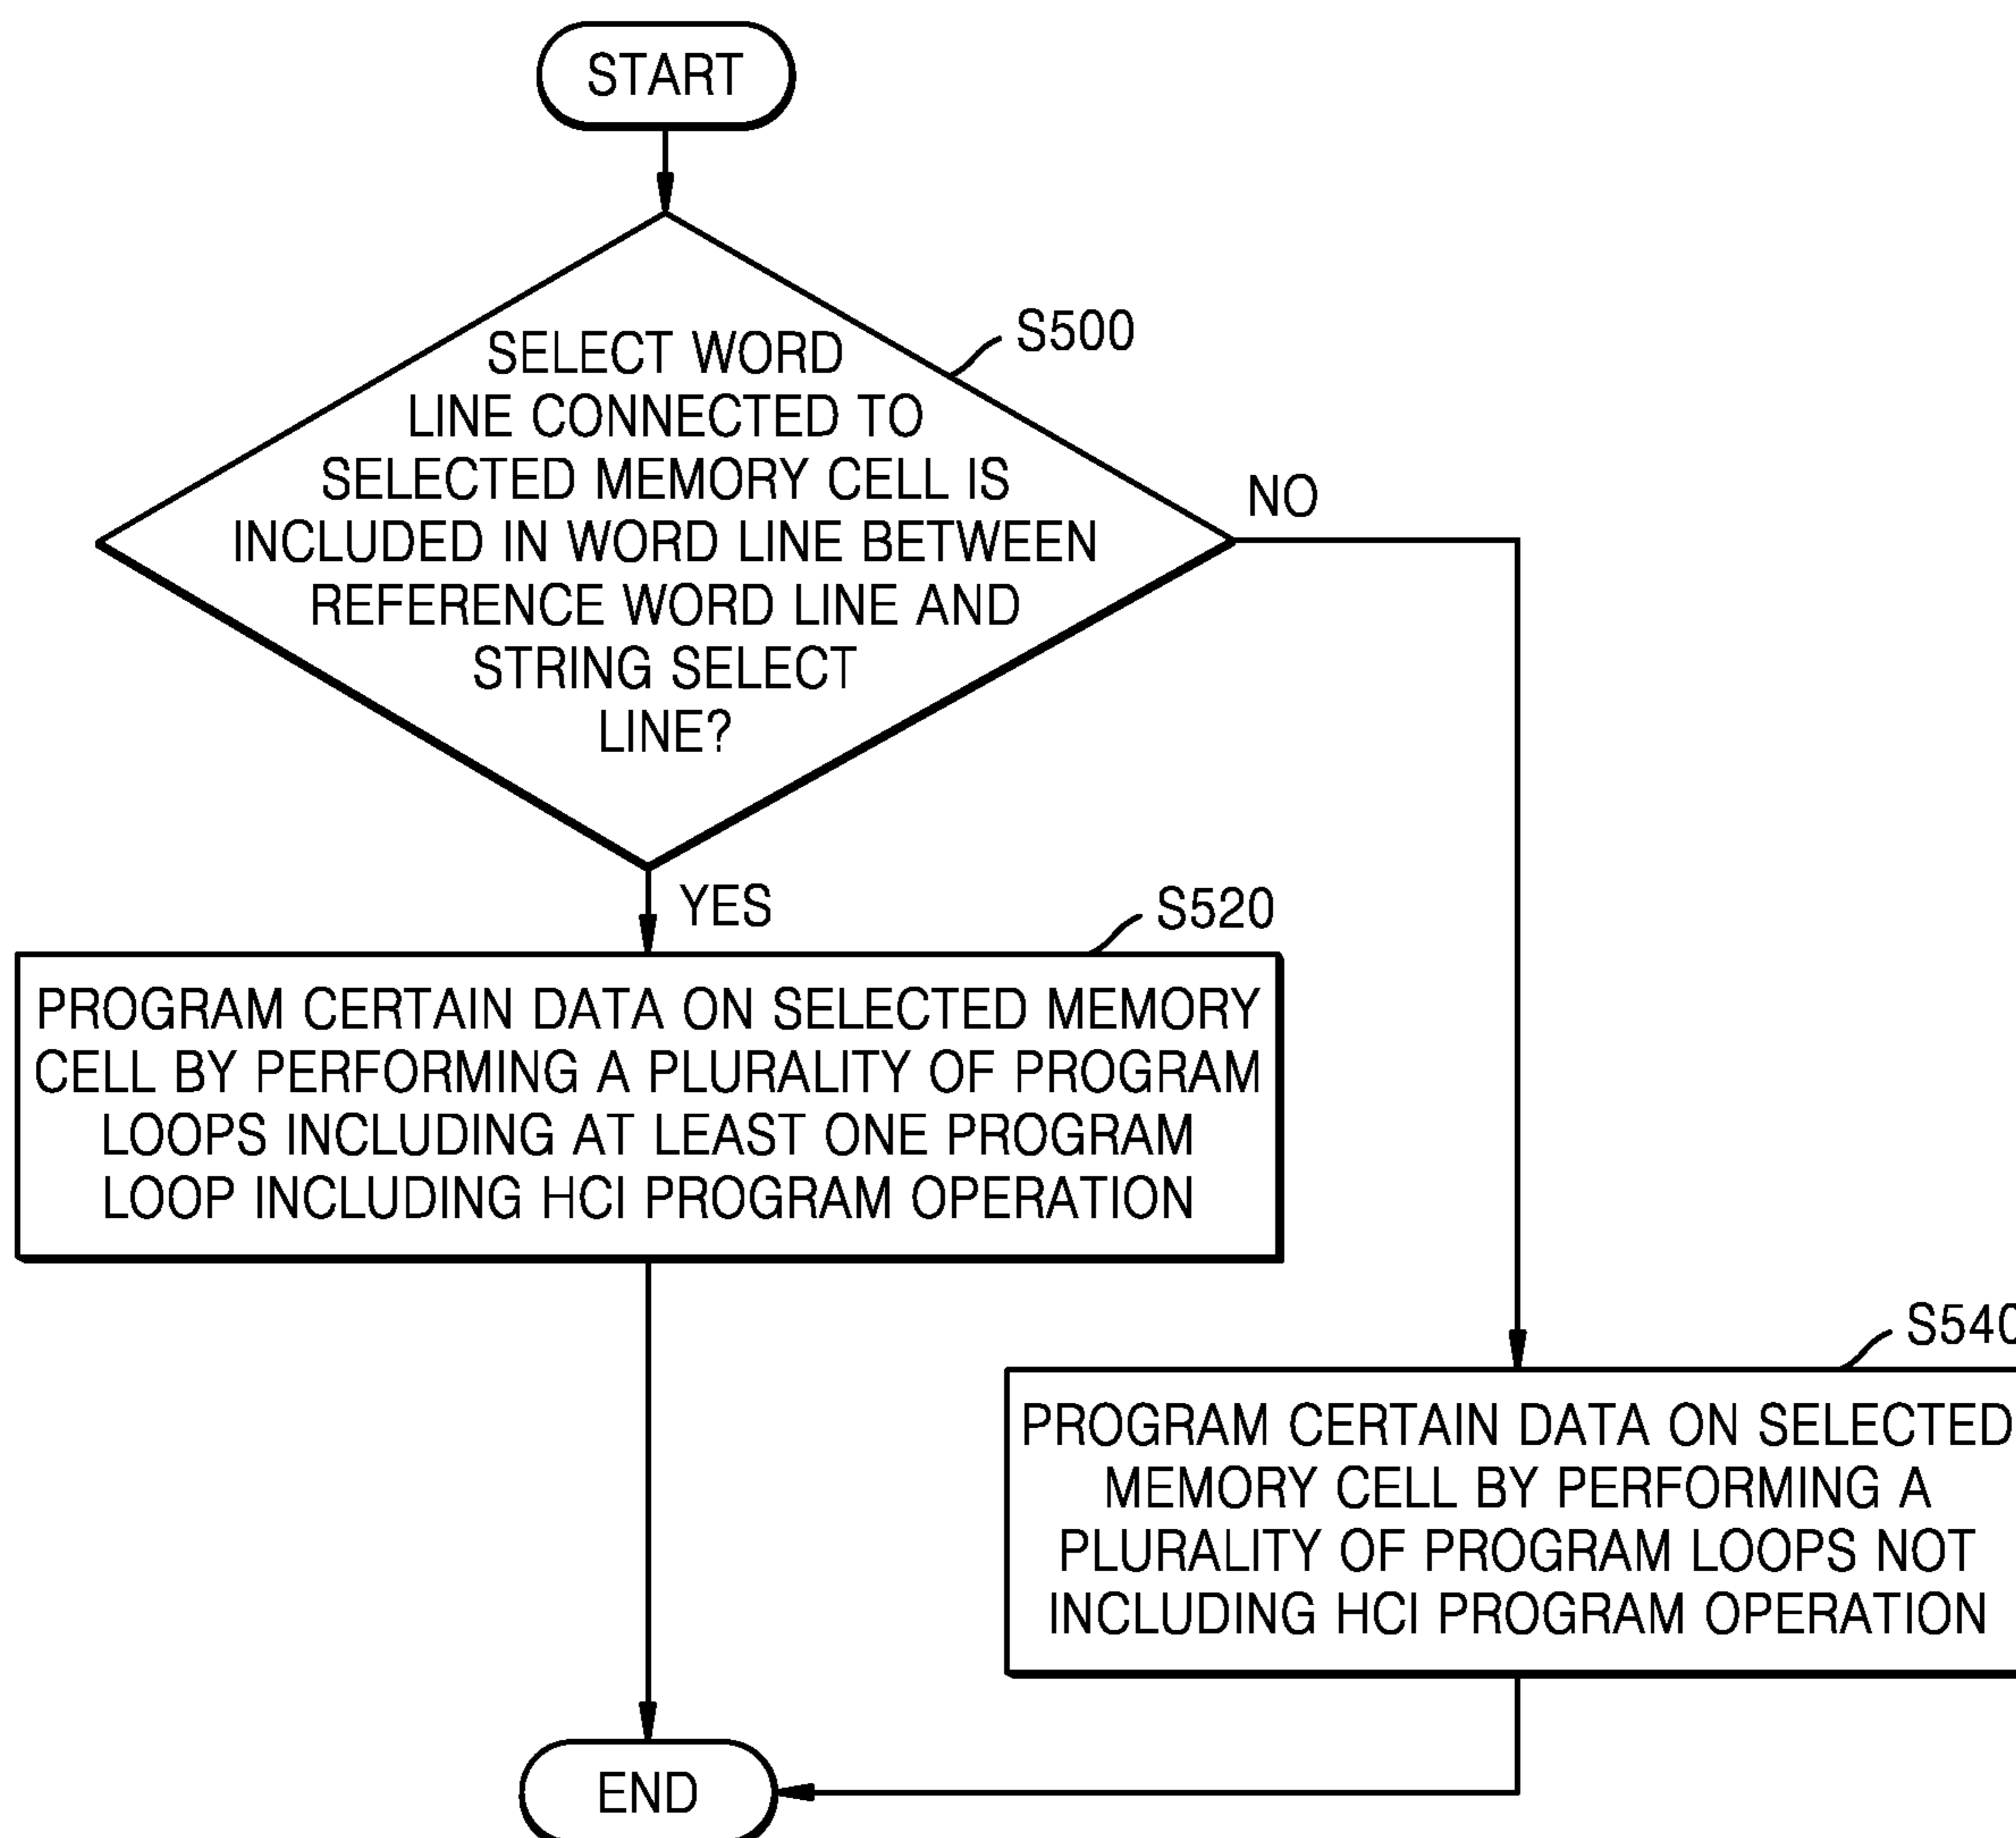 START
SELECT WORD
LINE CONNECTED TO
SELECTED MEMORY CELL IS
INCLUDED IN WORD LINE BETWEEN
REFERENCE WORD LINE AND
STRING SELECT
LINE?
S500
NO
YES
S520
PROGRAM CERTAIN DATA ON SELECTED MEMORY
CELL BY PERFORMING A PLURALITY OF PROGRAM
LOOPS INCLUDING AT LEAST ONE PROGRAM
LOOP INCLUDING HCI PROGRAM OPERATION
S540
PROGRAM CERTAIN DATA ON SELECTED
MEMORY CELL BY PERFORMING A
PLURALITY OF PROGRAM LOOPS NOT
INCLUDING HCI PROGRAM OPERATION
END